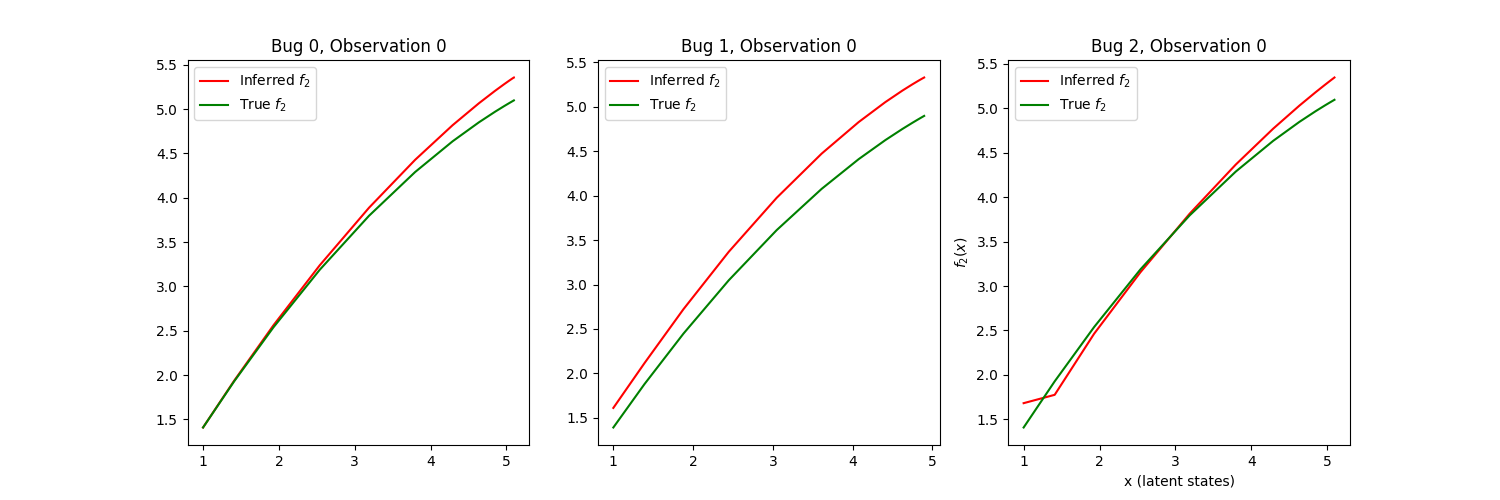 Bug 0, Observation 0
Inferred f₂
True f₂
5.5
5.0
4.5
4.0
3.5
3.0
2.5
2.0
1.5
1 2 3 4 5
Bug 1, Observation 0
Inferred f₂
True f₂
5.5
5.0
4.5
4.0
3.5
3.0
2.5
2.0
1.5
1 2 3 4 5
Bug 2, Observation 0
Inferred f₂
True f₂
f₂(x)
5.5
5.0
4.5
4.0
3.5
3.0
2.5
2.0
1.5
1 2 3 4 5
x (latent states)